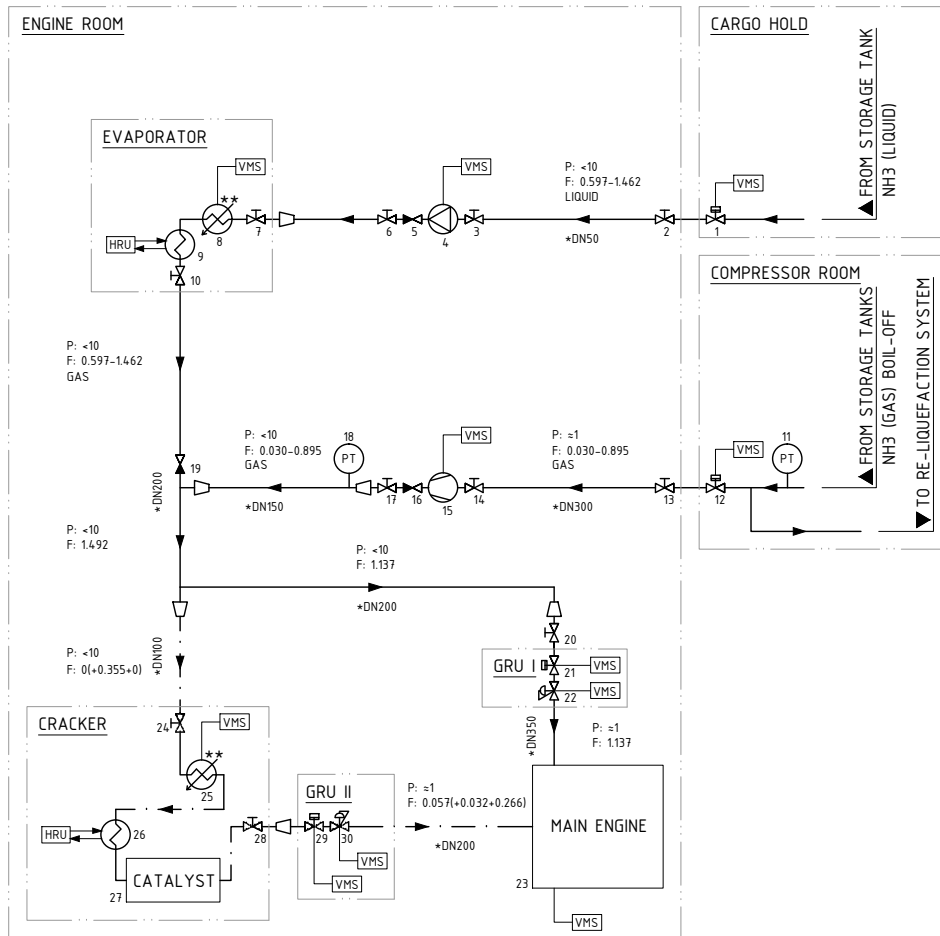 ENGINE ROOM
CARGO HOLD
FROM STORAGE TANK
NH3 (LIQUID)
VMS
1
EVAPORATOR
VMS
**
8
7
HRU
9
10
6
5
4
3
VMS
P: <10
F: 0.597-1.462
LIQUID
*DN50
2
COMPRESSOR ROOM
FROM STORAGE TANKS
NH3 (GAS) BOIL-OFF
TO RE-LIQUEFACTION SYSTEM
VMS
11
PT
12
P: <10
F: 0.597-1.462
GAS
19
*DN200
P: <10
F: 0.030-0.895
GAS
18
PT
*DN150
17
16
15
14
VMS
P: ≈1
F: 0.030-0.895
GAS
*DN300
13
P: <10
F: 1.492
P: <10
F: 1.137
*DN200
P: <10
F: 0(+0.355+0)
*DN100
20
GRU I
21
VMS
22
VMS
*DN350
P: ≈1
F: 1.137
CRACKER
24
VMS
**
25
HRU
26
CATALYST
27
28
GRU II
29
30
VMS
VMS
P: ≈1
F: 0.057(+0.032+0.266)
*DN200
MAIN ENGINE
23
VMS